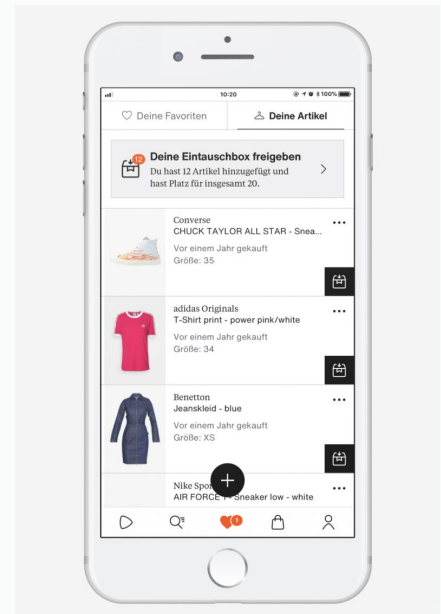 10:20
100%
Deine Favoriten
Deine Artikel
12
Deine Eintauschbox freigeben
Du hast 12 Artikel hinzugefügt und
hast Platz für insgesamt 20.
Converse
CHUCK TAYLOR ALL STAR - Snea...
Vor einem Jahr gekauft
Größe: 35
adidas Originals
T-Shirt print - power pink/white
Vor einem Jahr gekauft
Größe: 34
Benetton
Jeanskleid - blue
Vor einem Jahr gekauft
Größe: XS
Nike Spor
AIR FORCE 1 - Sneaker low - white
1